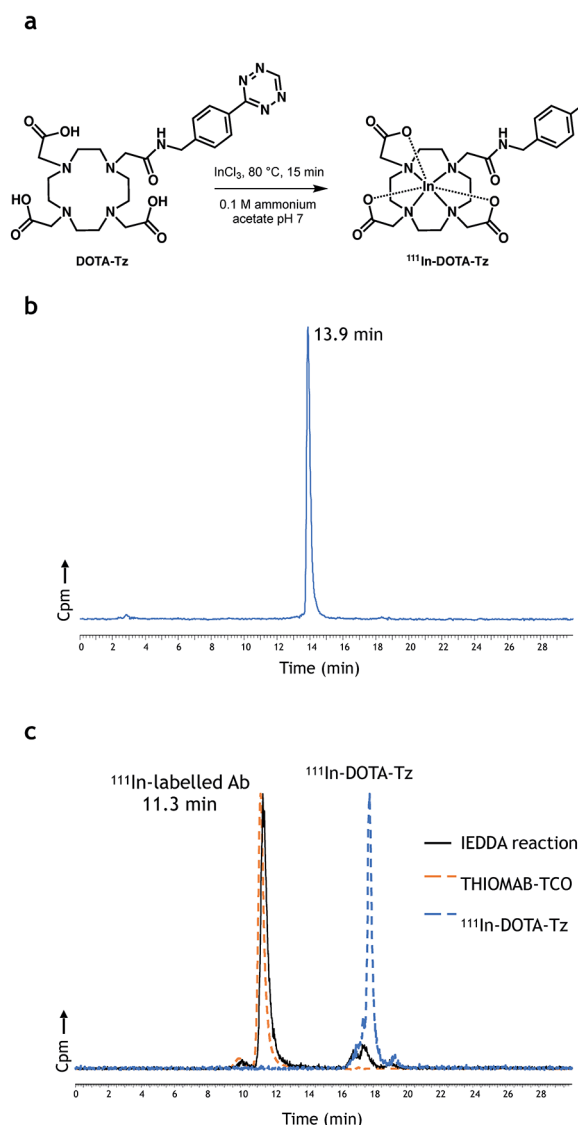 a
N
N
N
N
O
OH
O
H
N
N
N
O
HO
OH
N
N
O
O
DOTA-Tz
InCl₃, 80 °C, 15 min
0.1 M ammonium
acetate pH 7
O
O
H
N
N
N
O
In
O
O
N
N
O
O
¹¹¹In-DOTA-Tz
b
13.9 min
Cpm
0 2 4 6 8 10 12 14 16 18 20 22 24 26 28
Time (min)
c
¹¹¹In-labelled Ab
11.3 min
¹¹¹In-DOTA-Tz
IEDDA reaction
THIOMAB-TCO
¹¹¹In-DOTA-Tz
Cpm
0 2 4 6 8 10 12 14 16 18 20 22 24 26 28
Time (min)